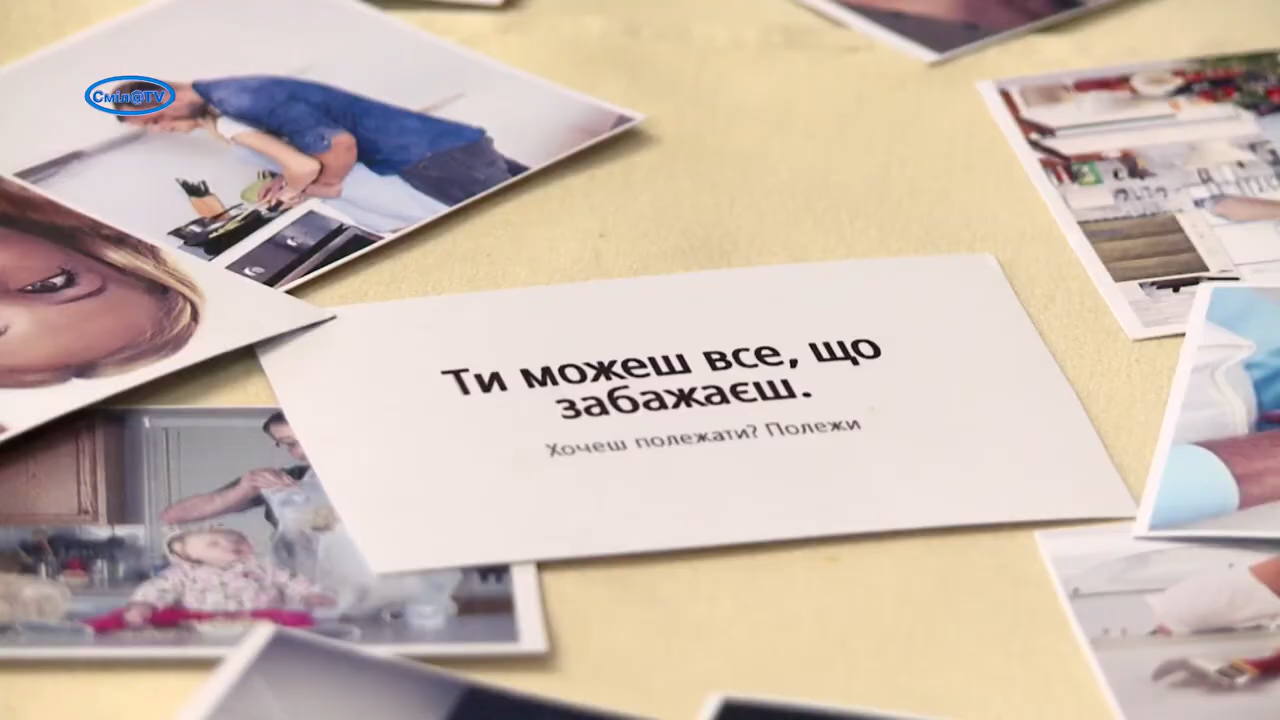 Сміл@TV
Ти можеш все, що
забажаєш.
Хочеш полежати? Полежи